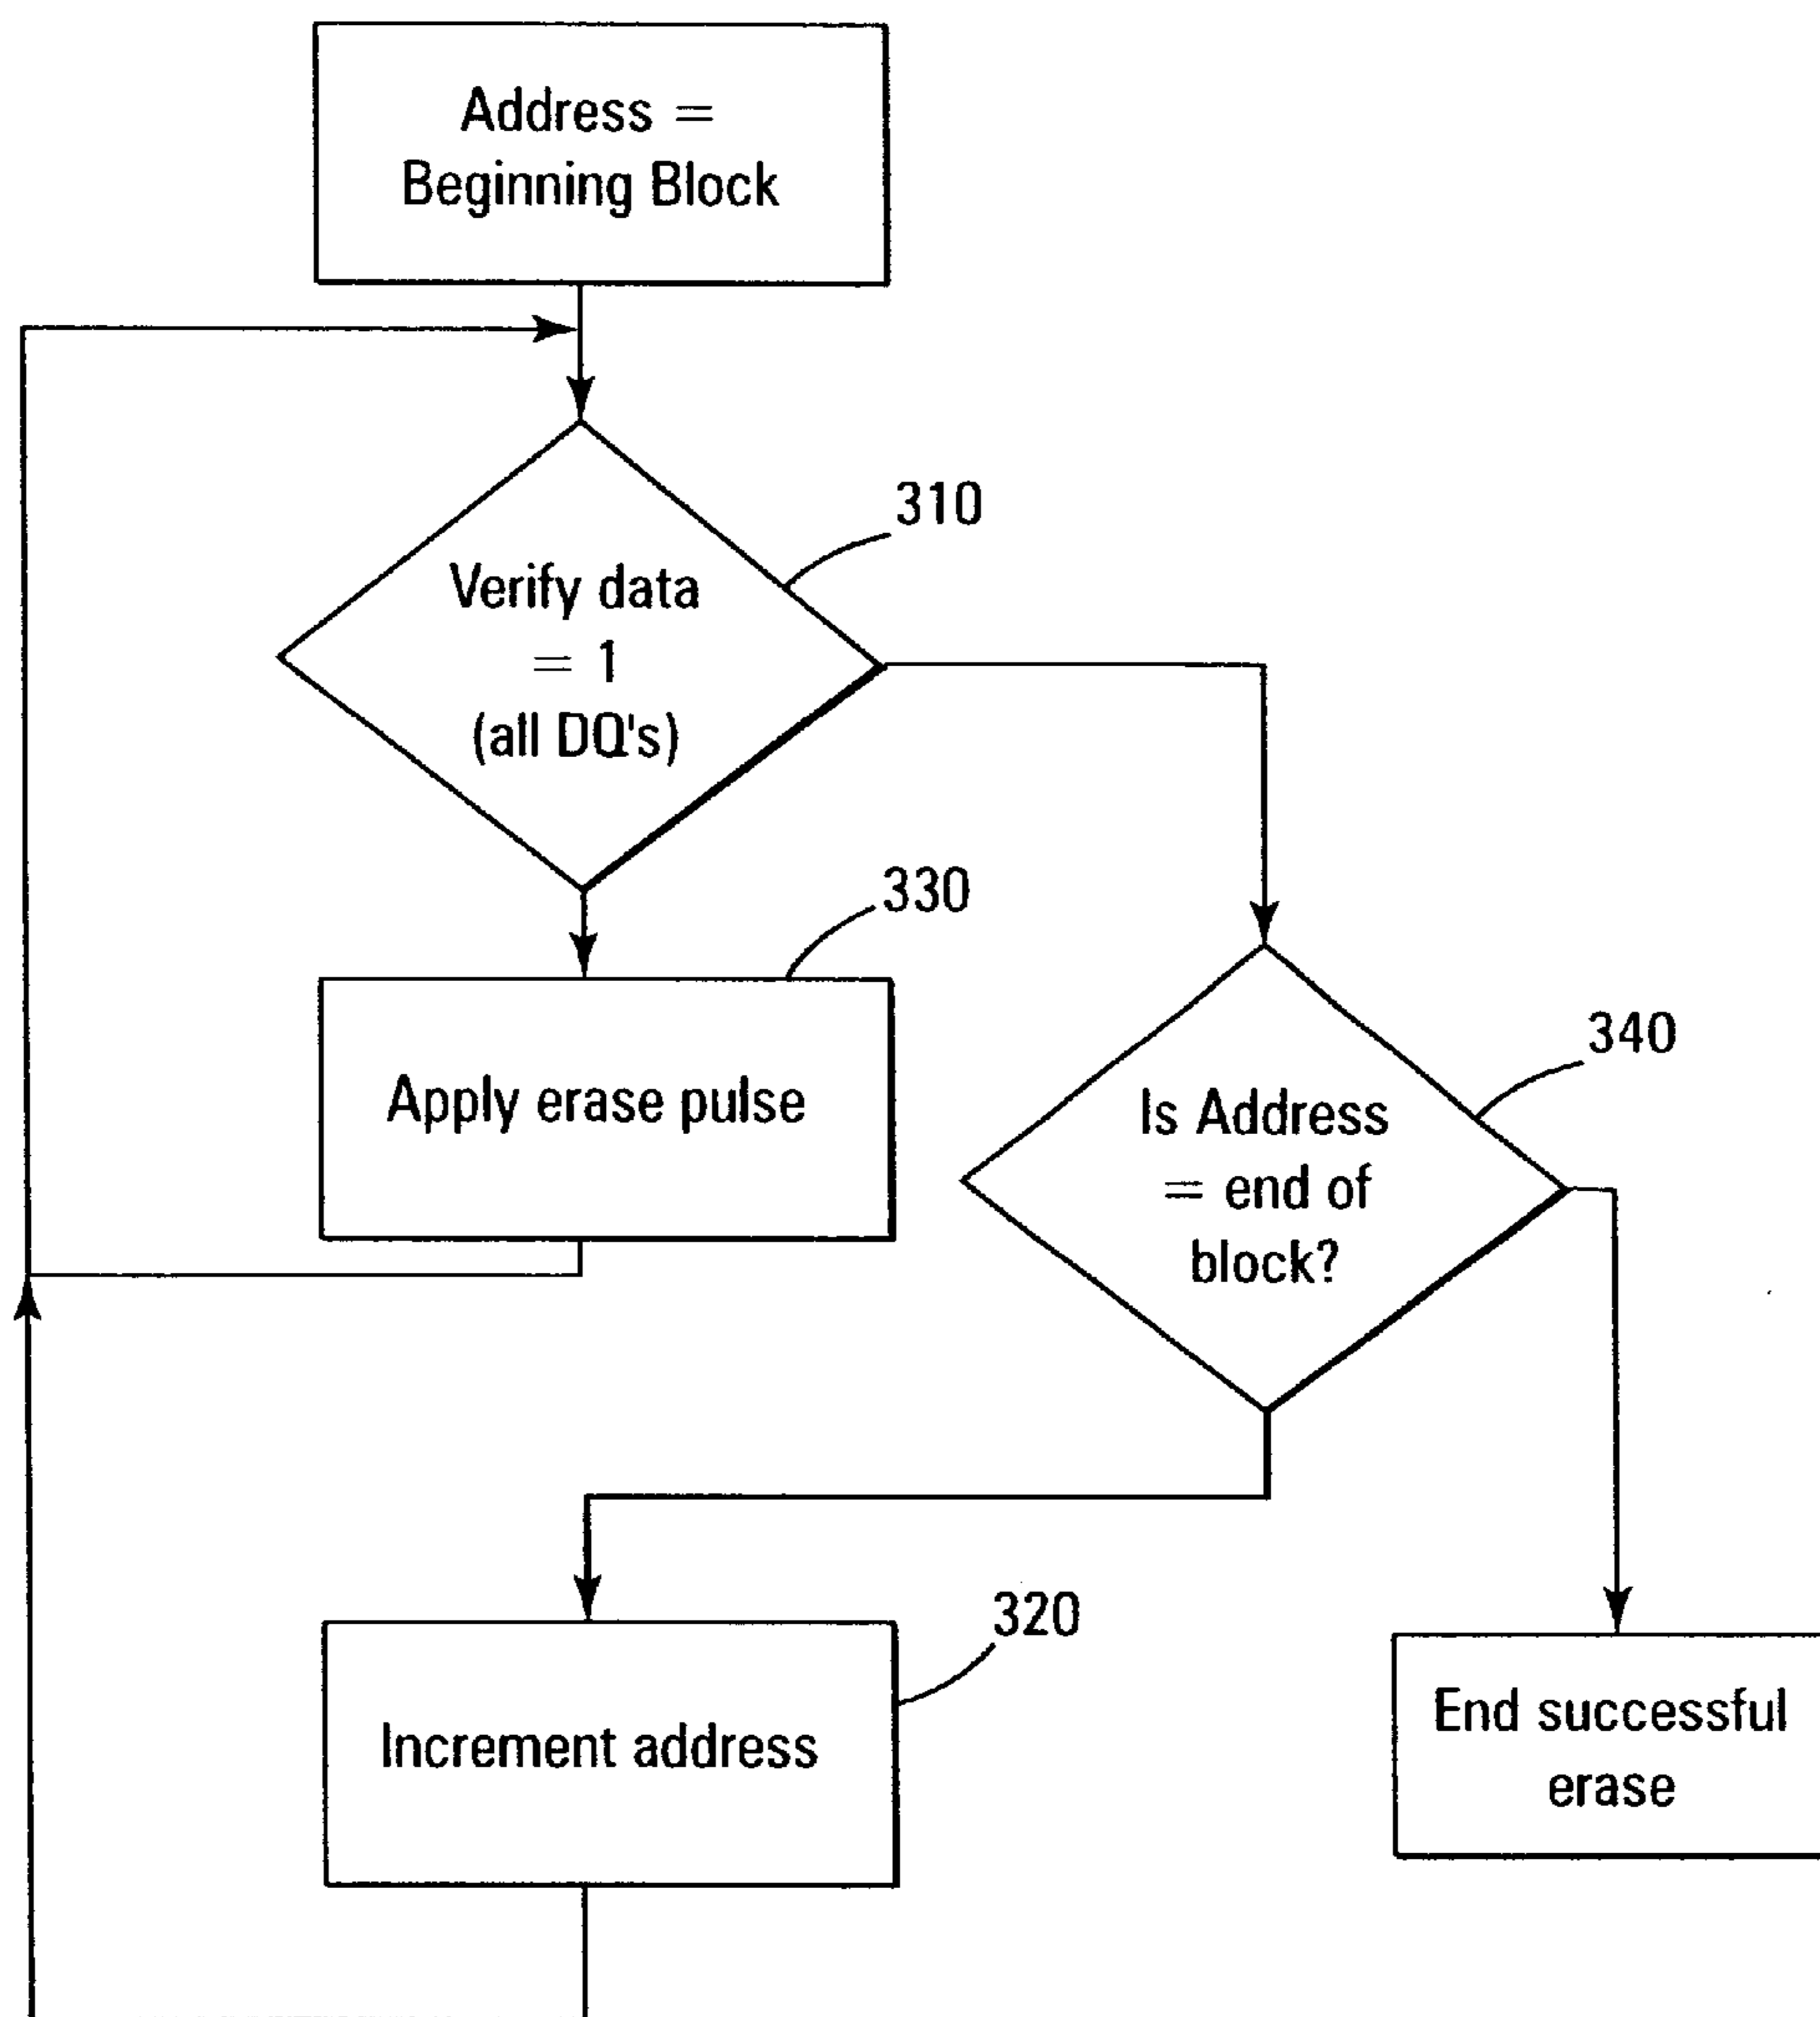 Address =
Beginning Block
310
Verify data
= 1
(all DQ's)
330
Apply erase pulse
340
Is Address
= end of
block?
320
Increment address
End successful
erase